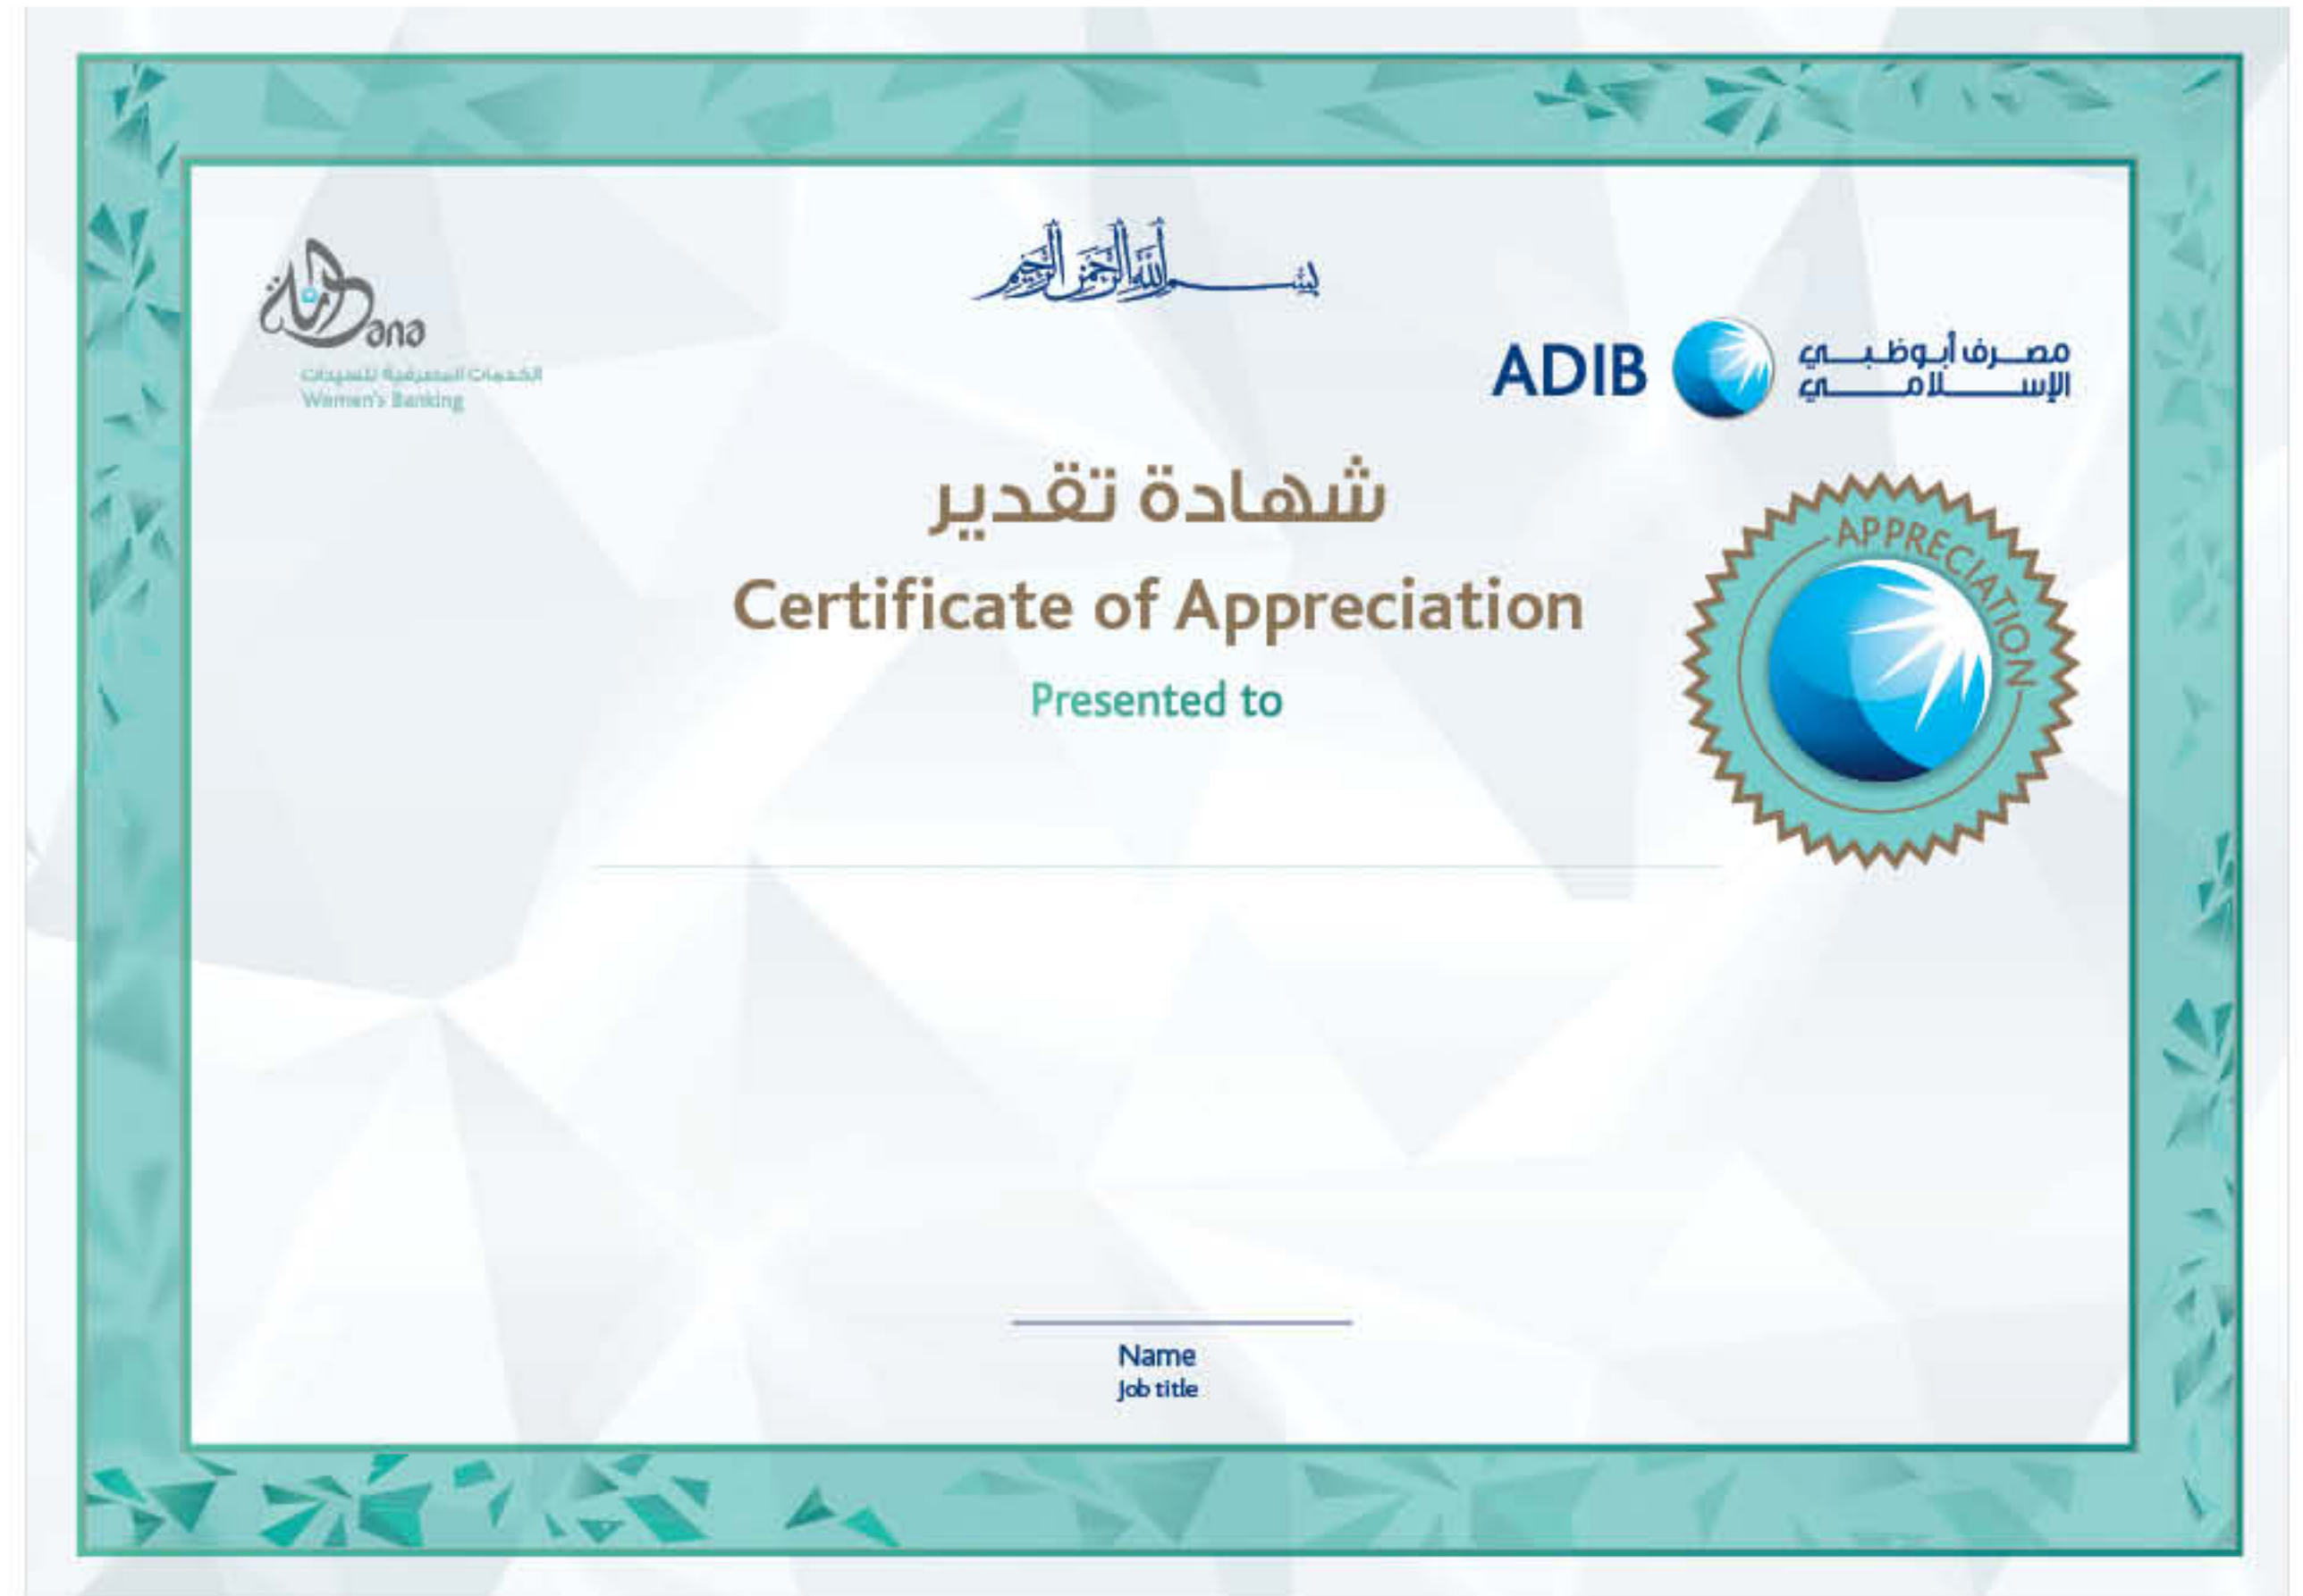 بسم الله الرحمن الرحيم
Dana
دانة
الخدمات المصرفية للسيدات
Women's Banking
ADIB
مصرف أبوظبي
الإسلامي
شهادة تقدير
Certificate of Appreciation
Presented to
APPRECIATION
Name
Job title